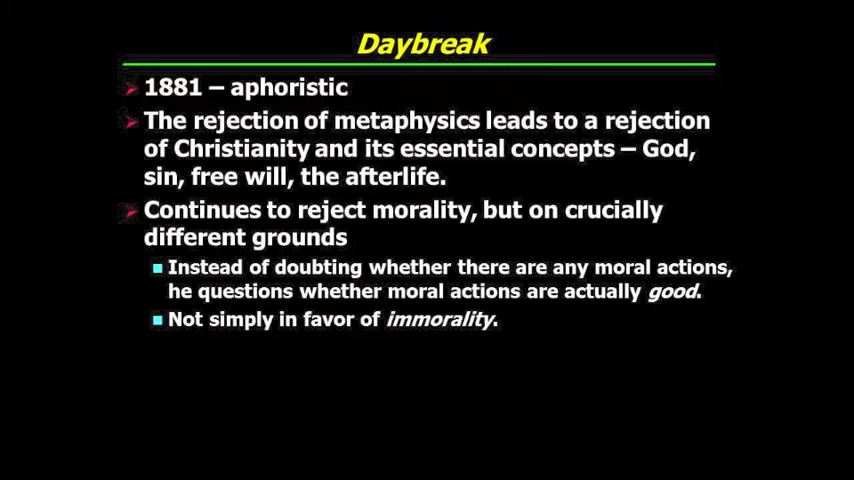 Daybreak
1881 – aphoristic
The rejection of metaphysics leads to a rejection
of Christianity and its essential concepts – God,
sin, free will, the afterlife.
Continues to reject morality, but on crucially
different grounds
Instead of doubting whether there are any moral actions,
he questions whether moral actions are actually good.
Not simply in favor of immorality.